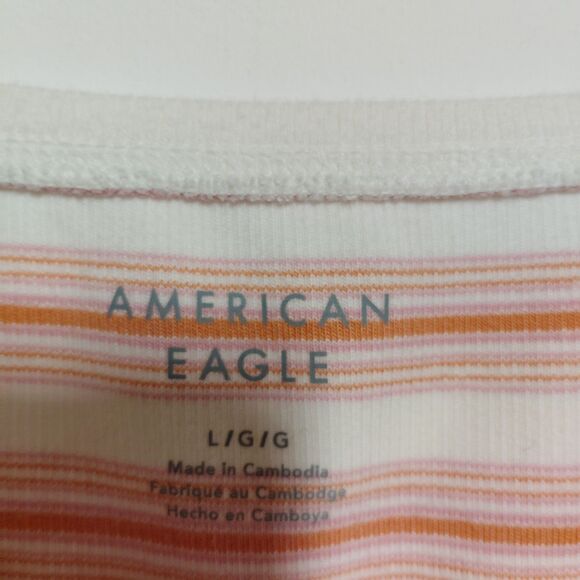 AMERICAN
EAGLE
L/G/G
Made in Cambodia
Fabriqué au Cambodge
Hecho en Camboya